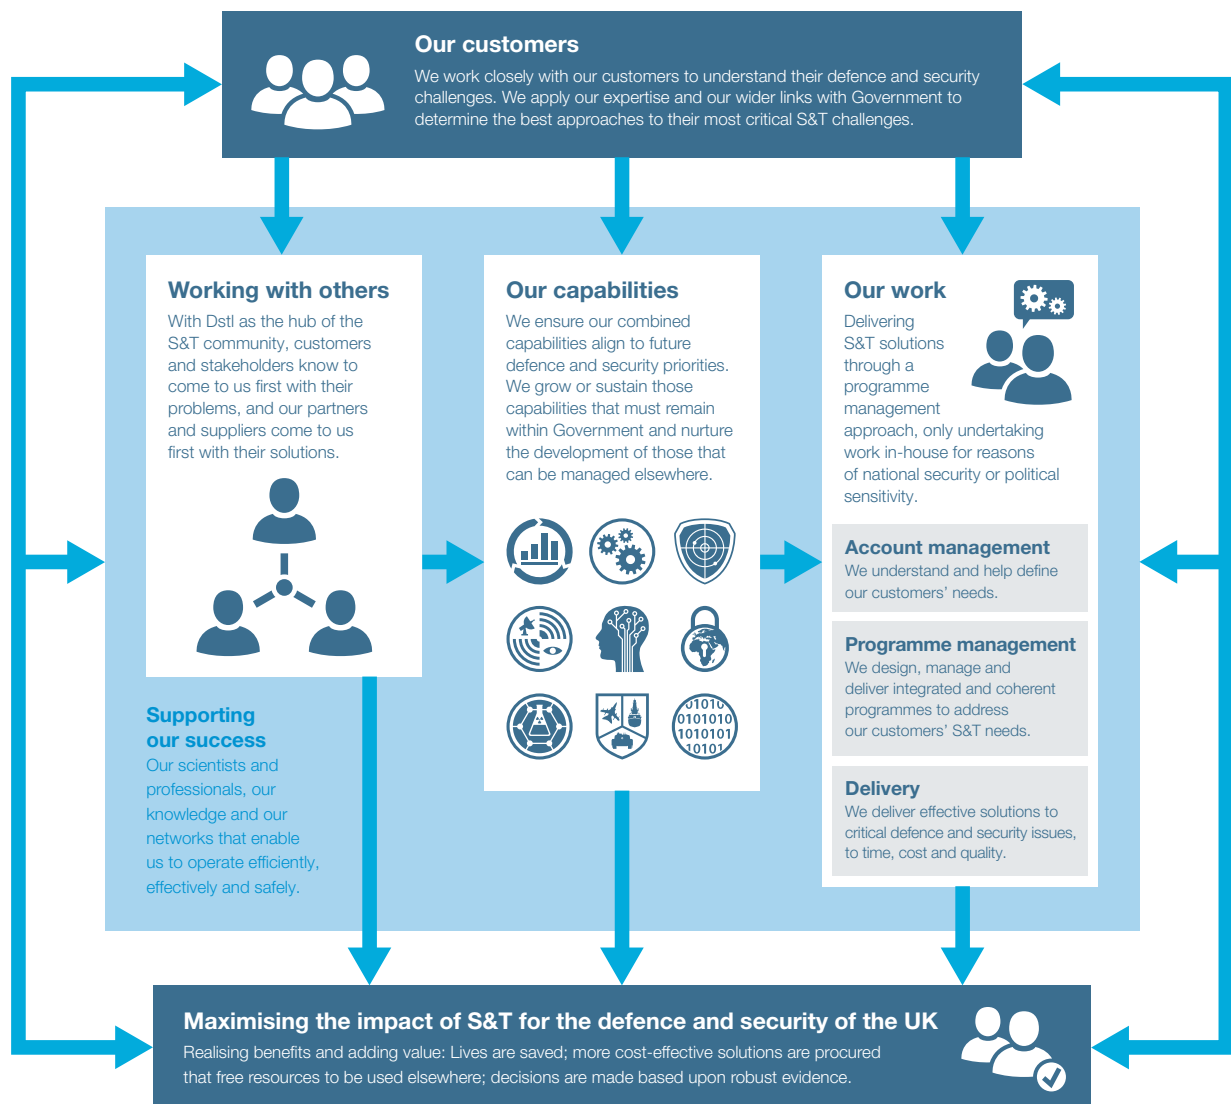 Our customers
We work closely with our customers to understand their defence and security
challenges. We apply our expertise and our wider links with Government to
determine the best approaches to their most critical S&T challenges.
Working with others
With Dstl as the hub of the
S&T community, customers
and stakeholders know to
come to us first with their
problems, and our partners
and suppliers come to us
first with their solutions.
Our capabilities
We ensure our combined
capabilities align to future
defence and security priorities.
We grow or sustain those
capabilities that must remain
within Government and nurture
the development of those that
can be managed elsewhere.
01010
0101010
1010101
10101
Our work
Delivering
S&T solutions
through a
programme
management
approach, only undertaking
work in-house for reasons
of national security or political
sensitivity.
Account management
We understand and help define
our customers' needs.
Programme management
We design, manage and
deliver integrated and coherent
programmes to address
our customers' S&T needs.
Delivery
We deliver effective solutions to
critical defence and security issues,
to time, cost and quality.
Supporting
our success
Our scientists and
professionals, our
knowledge and our
networks that enable
us to operate efficiently,
effectively and safely.
Maximising the impact of S&T for the defence and security of the UK
Realising benefits and adding value: Lives are saved; more cost-effective solutions are procured
that free resources to be used elsewhere; decisions are made based upon robust evidence.